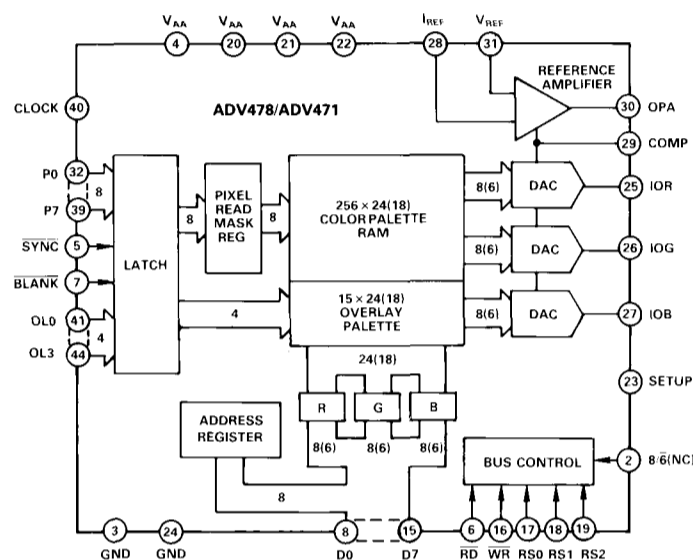 VAA VAA VAA VAA IREF VREF
4 20 21 22 28 31
REFERENCE
AMPLIFIER
CLOCK 40
ADV478/ADV471
30 OPA
29 COMP
P0 32
8
P7 39
SYNC 5
BLANK 7
OL0 41
4
OL3 44
LATCH
8
PIXEL
READ
MASK
REG
8
256 × 24(18)
COLOR PALETTE
RAM
8(6) DAC 25 IOR
8(6) DAC 26 IOG
4
15 × 24(18)
OVERLAY
PALETTE
8(6) DAC 27 IOB
24(18)
23 SETUP
R G B
8(6) 8(6) 8(6)
ADDRESS
REGISTER
8
BUS CONTROL
2 8/6(NC)
3 24 8 15 6 16 17 18 19
GND GND D0 D7 RD WR RS0 RS1 RS2